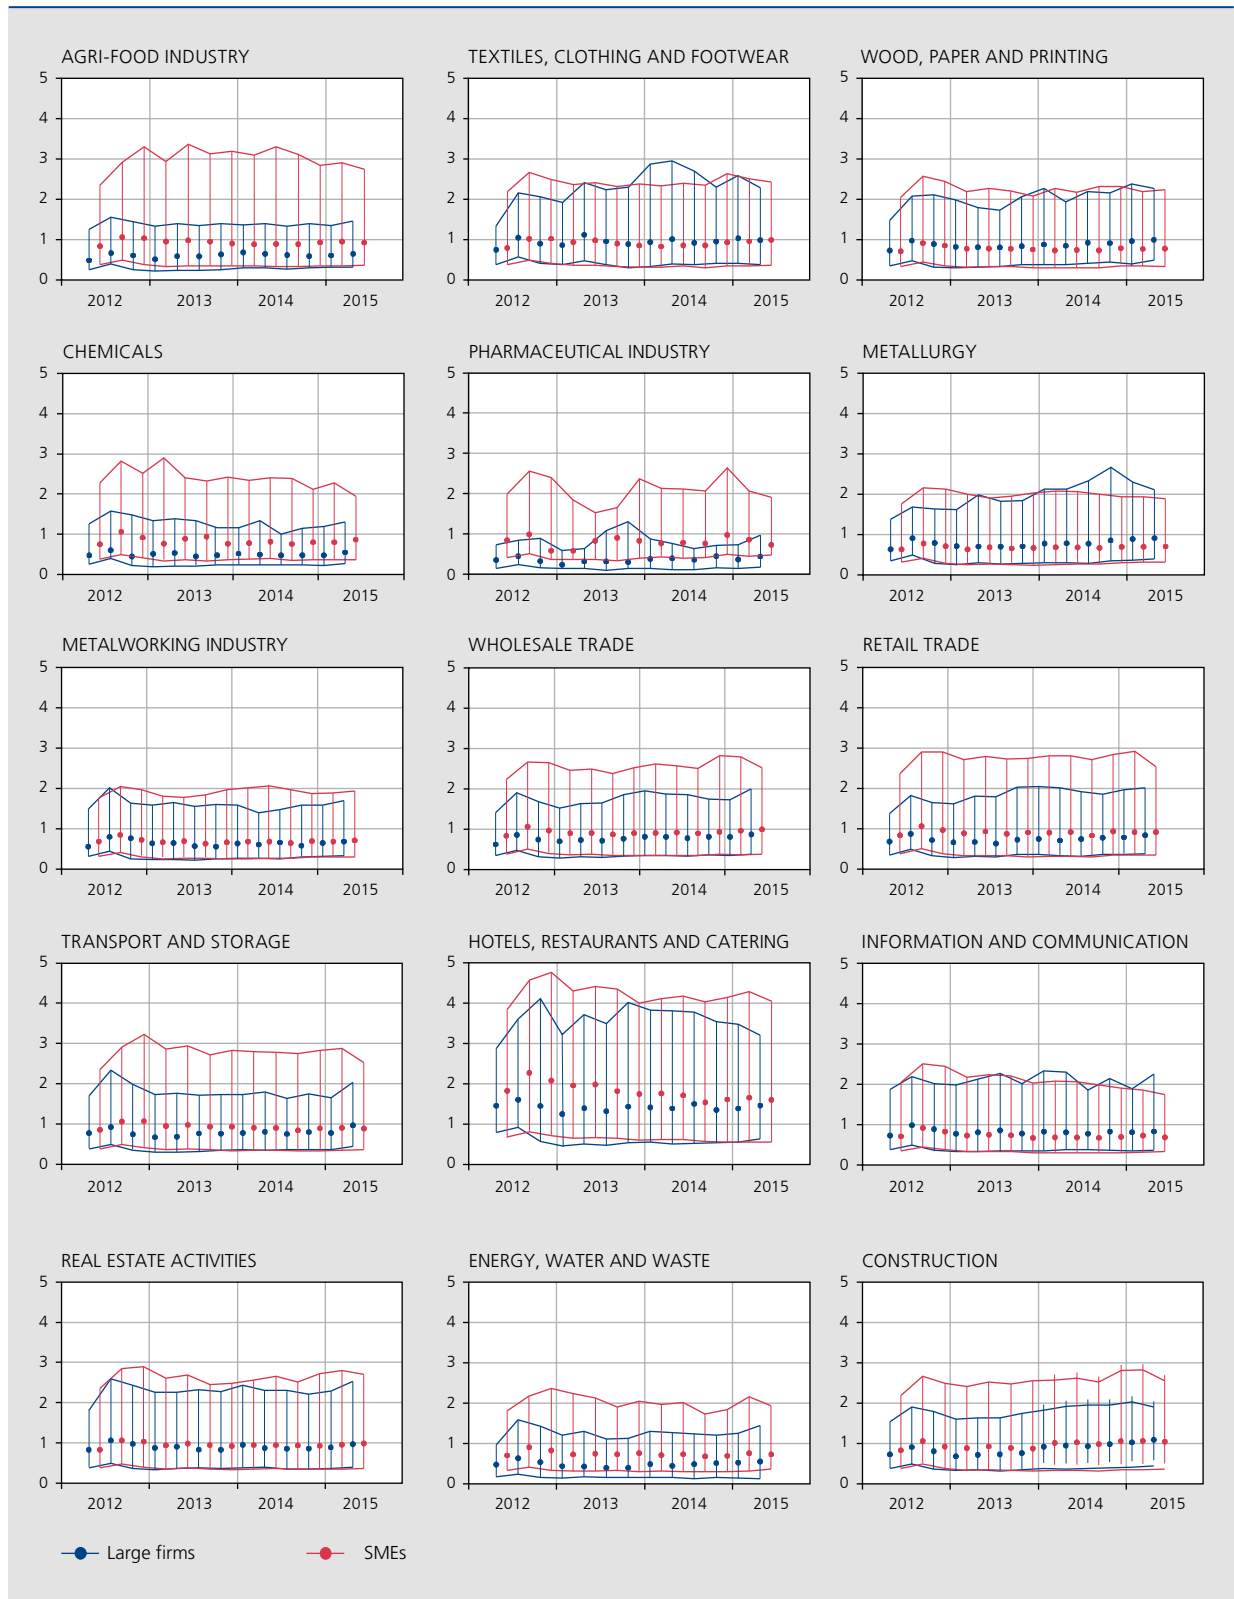 AGRI-FOOD INDUSTRY
5
4
3
2
1
0
2012 2013 2014 2015
TEXTILES, CLOTHING AND FOOTWEAR
5
4
3
2
1
0
2012 2013 2014 2015
WOOD, PAPER AND PRINTING
5
4
3
2
1
0
2012 2013 2014 2015
CHEMICALS
5
4
3
2
1
0
2012 2013 2014 2015
PHARMACEUTICAL INDUSTRY
5
4
3
2
1
0
2012 2013 2014 2015
METALLURGY
5
4
3
2
1
0
2012 2013 2014 2015
METALWORKING INDUSTRY
5
4
3
2
1
0
2012 2013 2014 2015
WHOLESALE TRADE
5
4
3
2
1
0
2012 2013 2014 2015
RETAIL TRADE
5
4
3
2
1
0
2012 2013 2014 2015
TRANSPORT AND STORAGE
5
4
3
2
1
0
2012 2013 2014 2015
HOTELS, RESTAURANTS AND CATERING
5
4
3
2
1
0
2012 2013 2014 2015
INFORMATION AND COMMUNICATION
5
4
3
2
1
0
2012 2013 2014 2015
REAL ESTATE ACTIVITIES
5
4
3
2
1
0
2012 2013 2014 2015
ENERGY, WATER AND WASTE
5
4
3
2
1
0
2012 2013 2014 2015
CONSTRUCTION
5
4
3
2
1
0
2012 2013 2014 2015
Large firms SMEs